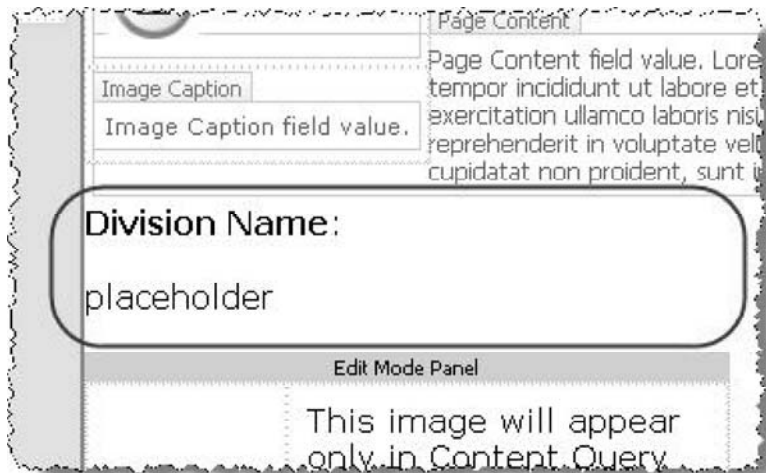 Page Content
Page Content field value. Lore
tempor incididunt ut labore et
exercitation ullamco laboris nisi
reprehenderit in voluptate veli
cupidatat non proident, sunt i
Image Caption
Image Caption field value.
Division Name:
placeholder
Edit Mode Panel
This image will appear
only in Content Query